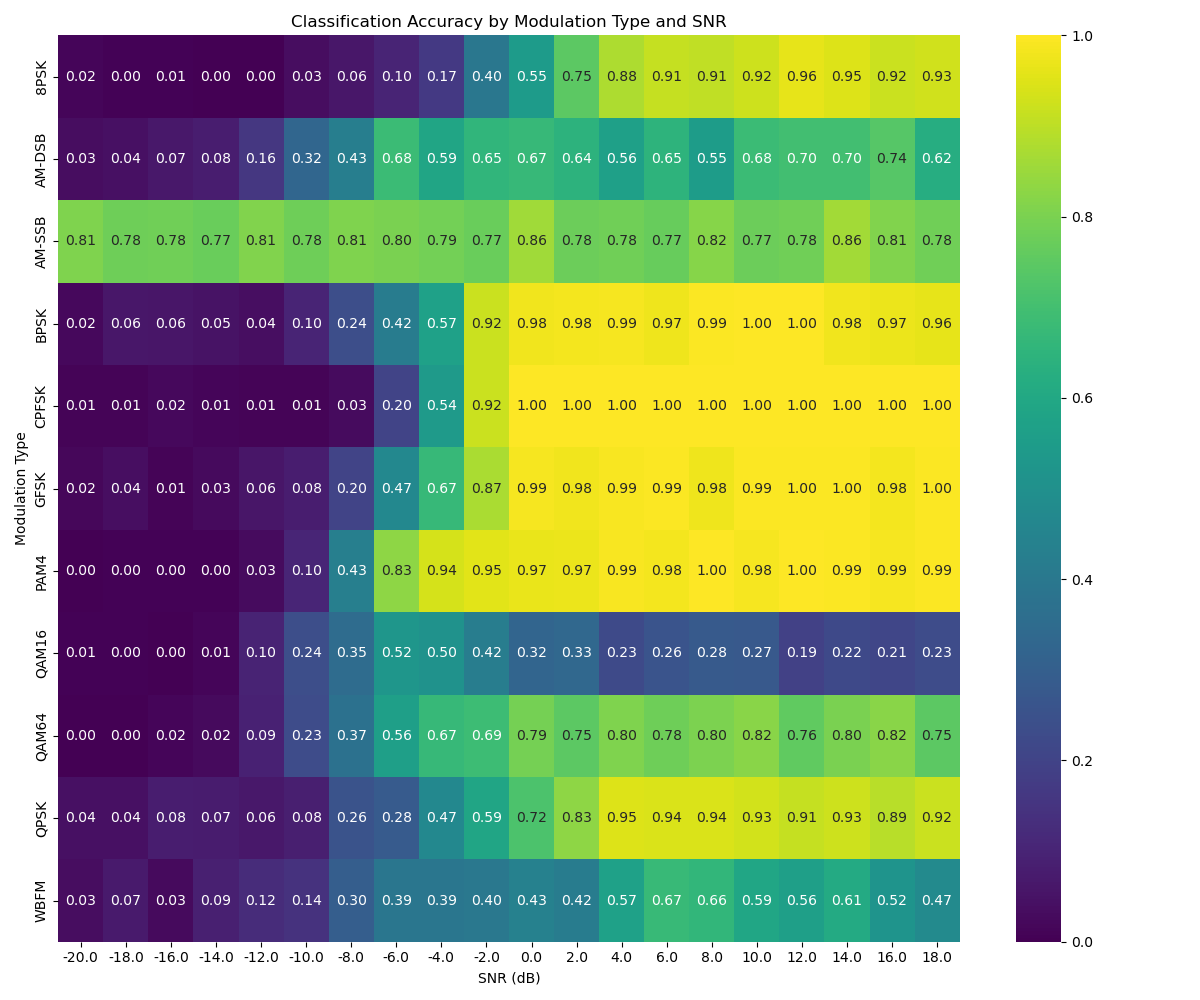 Classification Accuracy by Modulation Type and SNR
Modulation Type
8PSK 0.02 0.00 0.01 0.00 0.00 0.03 0.06 0.10 0.17 0.40 0.55 0.75 0.88 0.91 0.91 0.92 0.96 0.95 0.92 0.93
AM-DSB 0.03 0.04 0.07 0.08 0.16 0.32 0.43 0.68 0.59 0.65 0.67 0.64 0.56 0.65 0.55 0.68 0.70 0.70 0.74 0.62
AM-SSB 0.81 0.78 0.78 0.77 0.81 0.78 0.81 0.80 0.79 0.77 0.86 0.78 0.78 0.77 0.82 0.77 0.78 0.86 0.81 0.78
BPSK 0.02 0.06 0.06 0.05 0.04 0.10 0.24 0.42 0.57 0.92 0.98 0.98 0.99 0.97 0.99 1.00 1.00 0.98 0.97 0.96
CPFSK 0.01 0.01 0.02 0.01 0.01 0.01 0.03 0.20 0.54 0.92 1.00 1.00 1.00 1.00 1.00 1.00 1.00 1.00 1.00 1.00
GFSK 0.02 0.04 0.01 0.03 0.06 0.08 0.20 0.47 0.67 0.87 0.99 0.98 0.99 0.99 0.98 0.99 1.00 1.00 0.98 1.00
PAM4 0.00 0.00 0.00 0.00 0.03 0.10 0.43 0.83 0.94 0.95 0.97 0.97 0.99 0.98 1.00 0.98 1.00 0.99 0.99 0.99
QAM16 0.01 0.00 0.00 0.01 0.10 0.24 0.35 0.52 0.50 0.42 0.32 0.33 0.23 0.26 0.28 0.27 0.19 0.22 0.21 0.23
QAM64 0.00 0.00 0.02 0.02 0.09 0.23 0.37 0.56 0.67 0.69 0.79 0.75 0.80 0.78 0.80 0.82 0.76 0.80 0.82 0.75
QPSK 0.04 0.04 0.08 0.07 0.06 0.08 0.26 0.28 0.47 0.59 0.72 0.83 0.95 0.94 0.94 0.93 0.91 0.93 0.89 0.92
WBFM 0.03 0.07 0.03 0.09 0.12 0.14 0.30 0.39 0.39 0.40 0.43 0.42 0.57 0.67 0.66 0.59 0.56 0.61 0.52 0.47
-20.0 -18.0 -16.0 -14.0 -12.0 -10.0 -8.0 -6.0 -4.0 -2.0 0.0 2.0 4.0 6.0 8.0 10.0 12.0 14.0 16.0 18.0
SNR (dB)
1.0
0.8
0.6
0.4
0.2
0.0